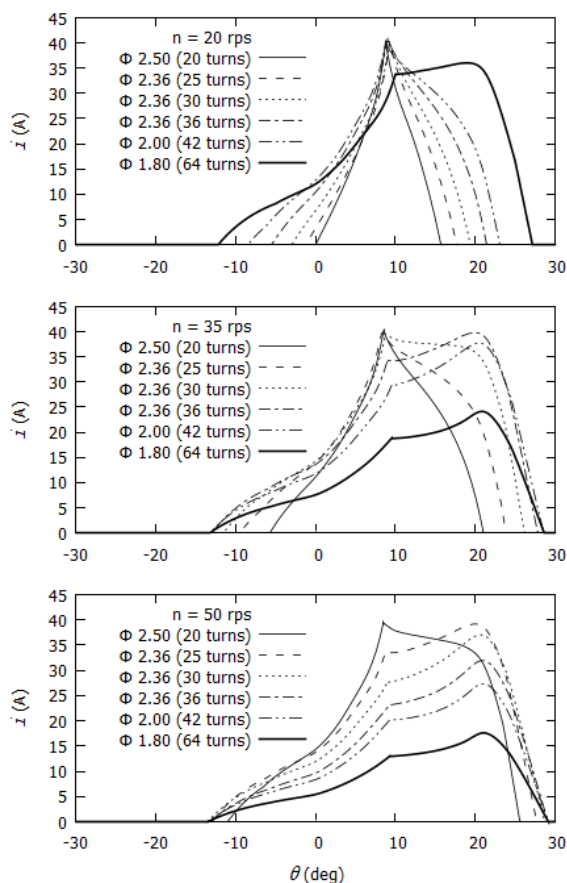 45
40
35
30
25
20
15
10
5
0
i (A)
n = 20 rps
Φ 2.50 (20 turns)
Φ 2.36 (25 turns)
Φ 2.36 (30 turns)
Φ 2.36 (36 turns)
Φ 2.00 (42 turns)
Φ 1.80 (64 turns)
-30 -20 -10 0 10 20 30
45
40
35
30
25
20
15
10
5
0
i (A)
n = 35 rps
Φ 2.50 (20 turns)
Φ 2.36 (25 turns)
Φ 2.36 (30 turns)
Φ 2.36 (36 turns)
Φ 2.00 (42 turns)
Φ 1.80 (64 turns)
-30 -20 -10 0 10 20 30
45
40
35
30
25
20
15
10
5
0
i (A)
n = 50 rps
Φ 2.50 (20 turns)
Φ 2.36 (25 turns)
Φ 2.36 (30 turns)
Φ 2.36 (36 turns)
Φ 2.00 (42 turns)
Φ 1.80 (64 turns)
-30 -20 -10 0 10 20 30
θ (deg)